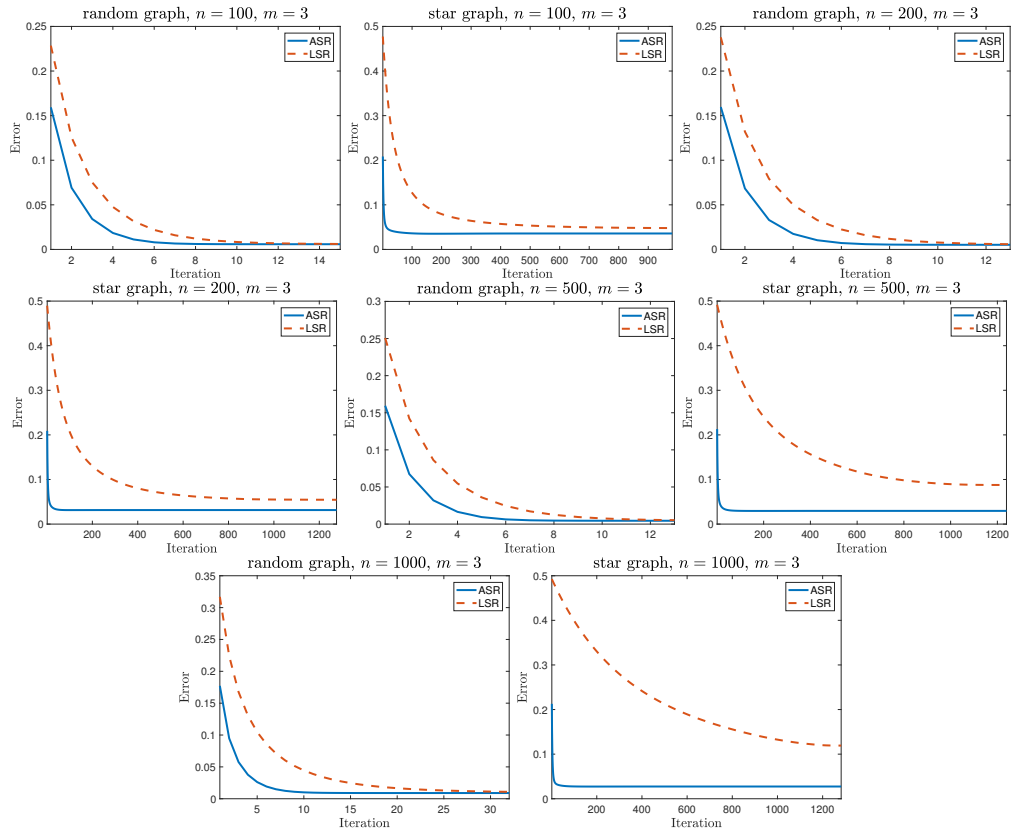 random graph, n = 100, m = 3
0.25
0.2
0.15
0.1
0.05
0
Error
ASR
LSR
2 4 6 8 10 12 14
Iteration
star graph, n = 100, m = 3
0.5
0.4
0.3
0.2
0.1
0
Error
ASR
LSR
100 200 300 400 500 600 700 800 900
Iteration
random graph, n = 200, m = 3
0.25
0.2
0.15
0.1
0.05
0
Error
ASR
LSR
2 4 6 8 10 12
Iteration
star graph, n = 200, m = 3
0.5
0.4
0.3
0.2
0.1
0
Error
ASR
LSR
200 400 600 800 1000 1200
Iteration
random graph, n = 500, m = 3
0.3
0.25
0.2
0.15
0.1
0.05
0
Error
ASR
LSR
2 4 6 8 10 12
Iteration
star graph, n = 500, m = 3
0.5
0.4
0.3
0.2
0.1
0
Error
ASR
LSR
200 400 600 800 1000 1200
Iteration
random graph, n = 1000, m = 3
0.35
0.3
0.25
0.2
0.15
0.1
0.05
0
Error
ASR
LSR
5 10 15 20 25 30
Iteration
star graph, n = 1000, m = 3
0.5
0.4
0.3
0.2
0.1
0
Error
ASR
LSR
200 400 600 800 1000 1200
Iteration